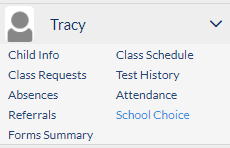 Tracy
Child Info Class Schedule
Class Requests Test History
Absences Attendance
Referrals School Choice
Forms Summary